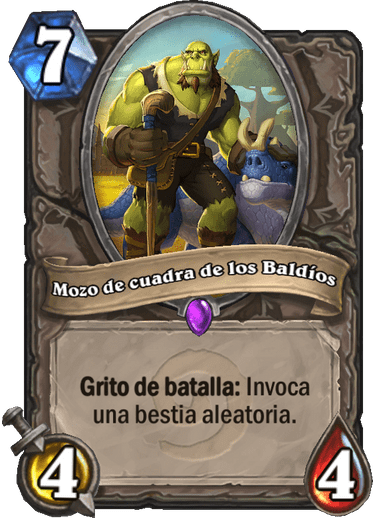 7
Mozo de cuadra de los Baldíos
Grito de batalla: Invoca
una bestia aleatoria.
4
4